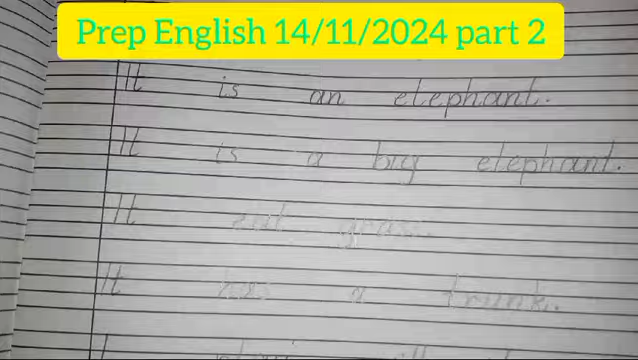 Prep English 14/11/2024 part 2
It is an elephant.
It is a big elephant.
It eat grass.
It has a trunk.